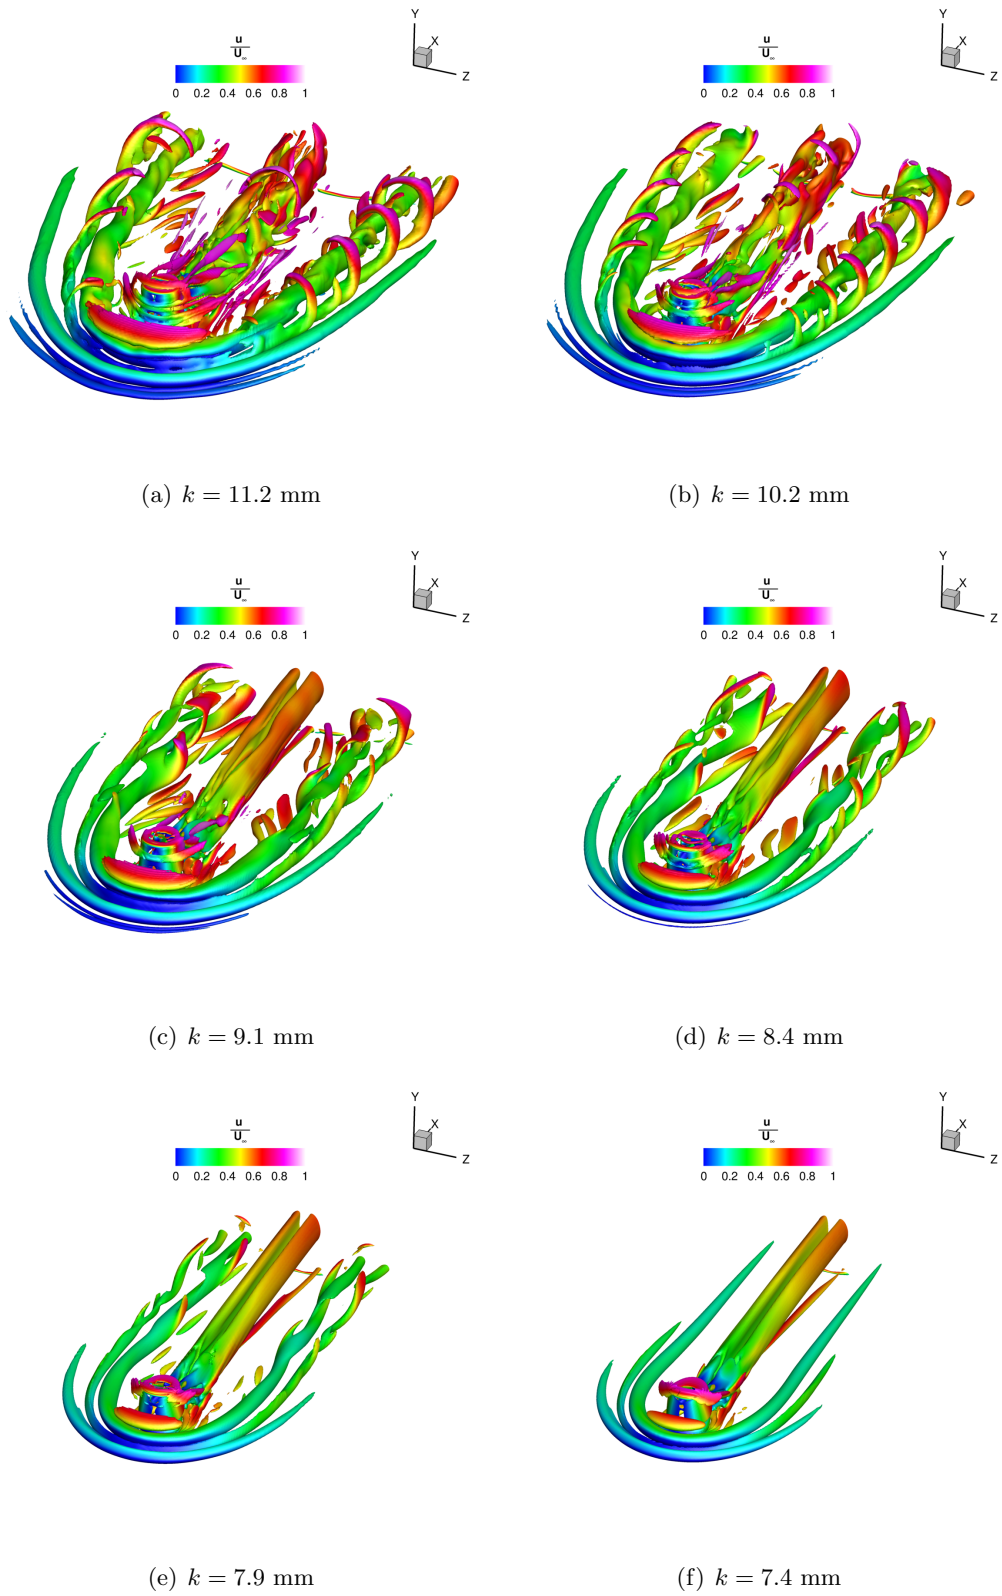 Y
X
Z
u
U∞
0 0.2 0.4 0.6 0.8 1
Y
X
Z
u
U∞
0 0.2 0.4 0.6 0.8 1
(a) k = 11.2 mm
(b) k = 10.2 mm
Y
X
Z
u
U∞
0 0.2 0.4 0.6 0.8 1
Y
X
Z
u
U∞
0 0.2 0.4 0.6 0.8 1
(c) k = 9.1 mm
(d) k = 8.4 mm
Y
X
Z
u
U∞
0 0.2 0.4 0.6 0.8 1
Y
X
Z
u
U∞
0 0.2 0.4 0.6 0.8 1
(e) k = 7.9 mm
(f) k = 7.4 mm